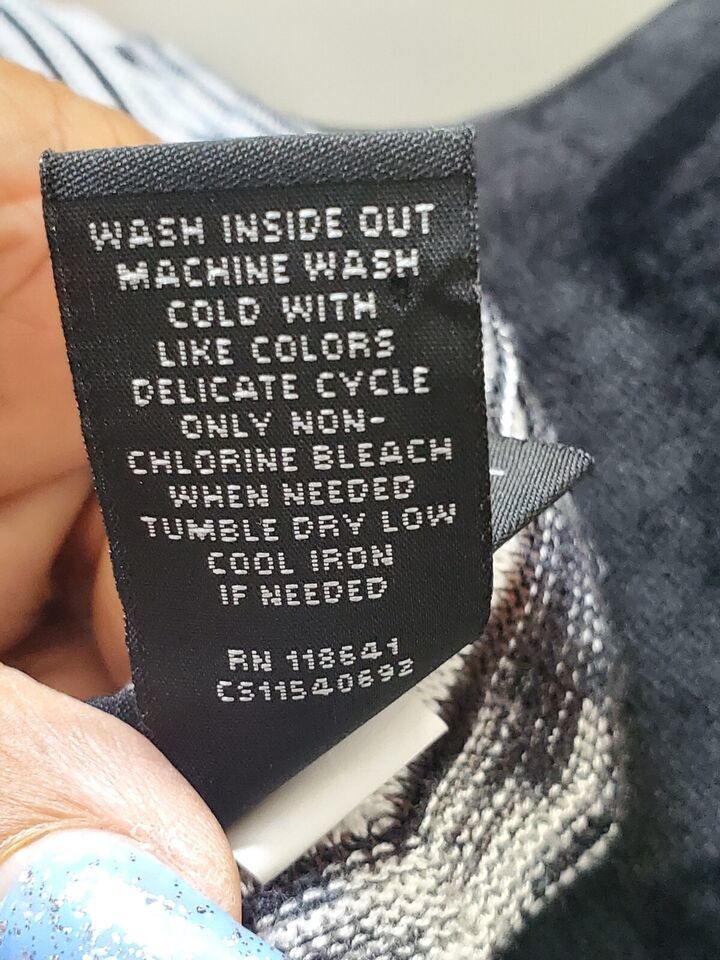 WASH INSIDE OUT
MACHINE WASH
COLD WITH
LIKE COLORS
DELICATE CYCLE
ONLY NON-
CHLORINE BLEACH
WHEN NEEDED
TUMBLE DRY LOW
COOL IRON
IF NEEDED
RN 118641
CS11540692